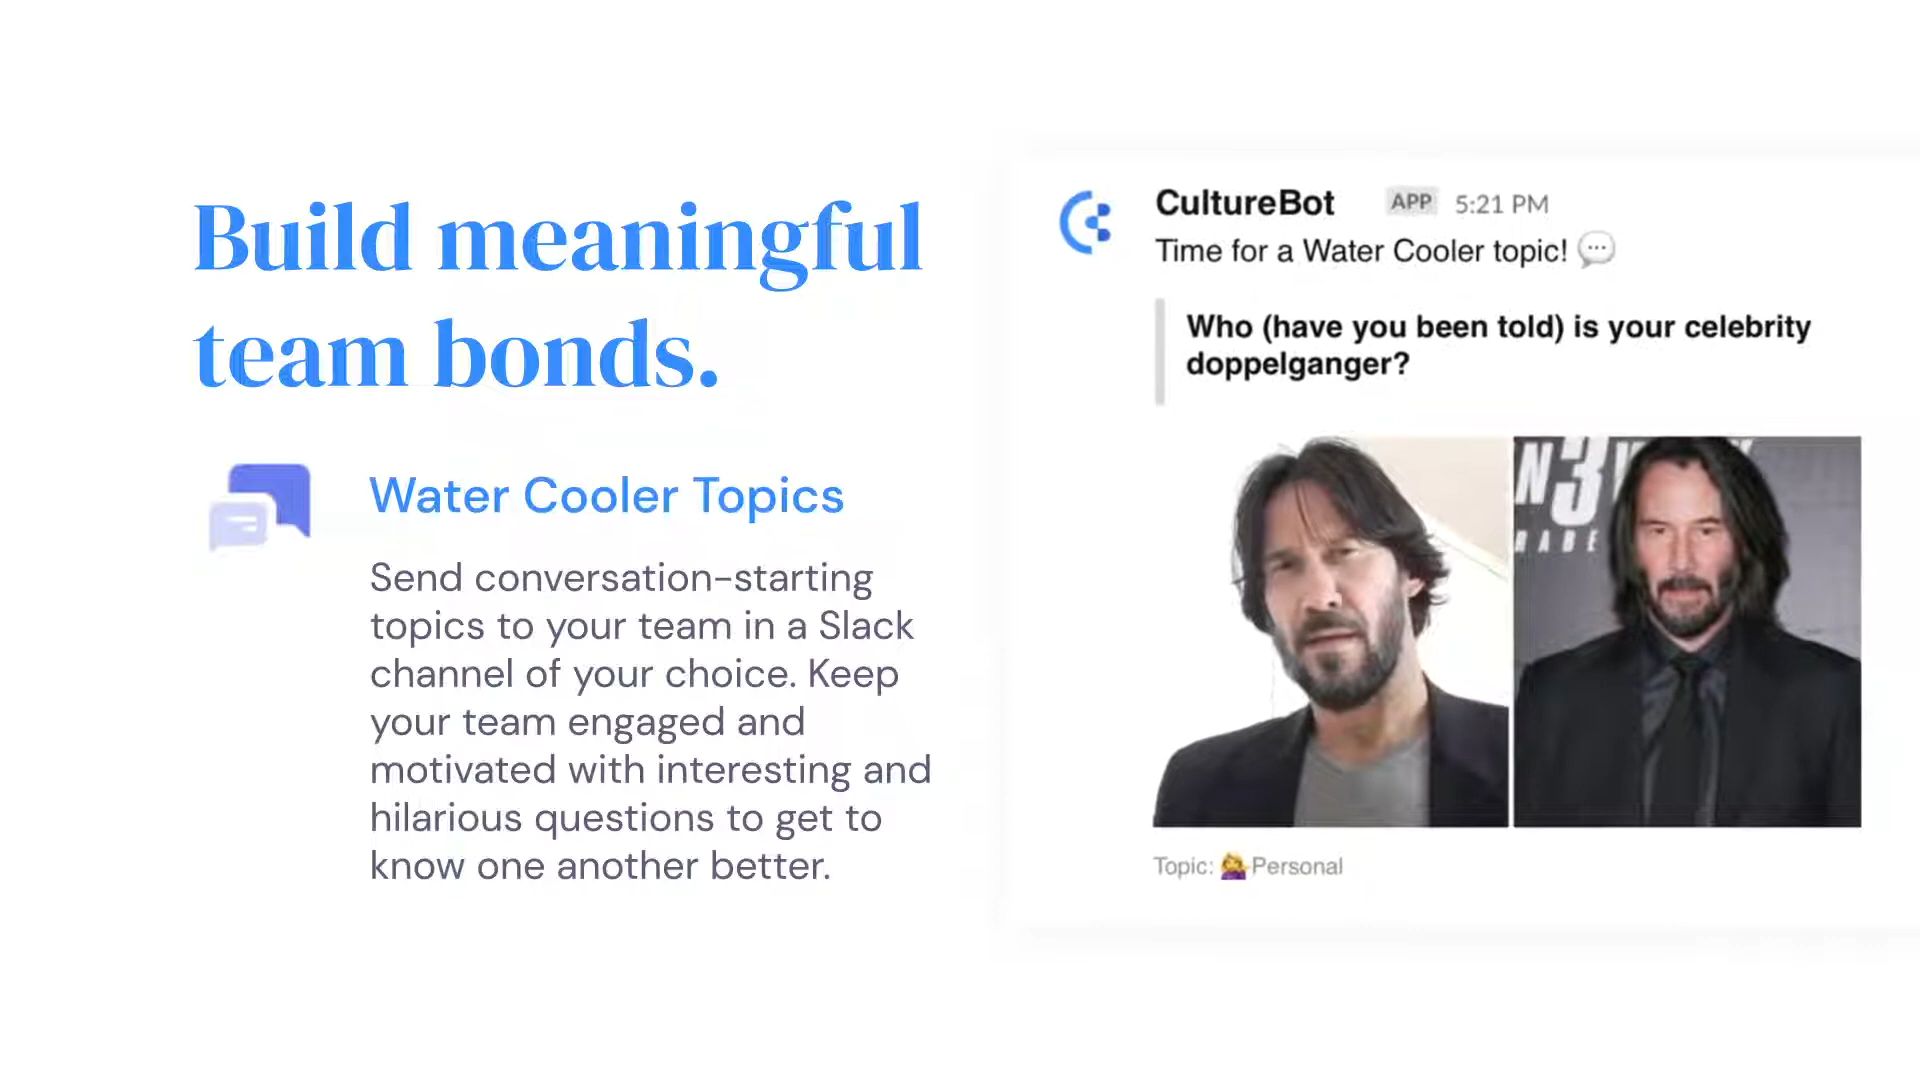 Build meaningful
team bonds.
Water Cooler Topics
Send conversation-starting
topics to your team in a Slack
channel of your choice. Keep
your team engaged and
motivated with interesting and
hilarious questions to get to
know one another better.
CultureBot APP 5:21 PM
Time for a Water Cooler topic!
Who (have you been told) is your celebrity
doppelganger?
N 3 W
RABE
Topic: Personal